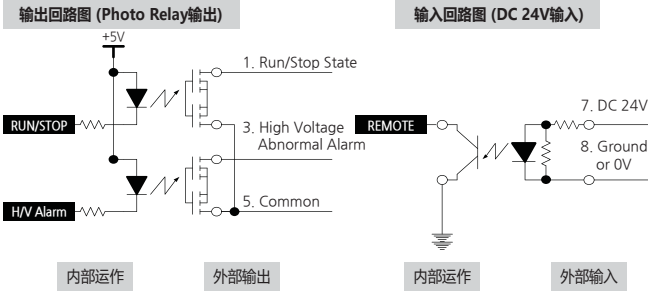 输出回路图 (Photo Relay输出)
+5V
1. Run/Stop State
RUN/STOP
3. High Voltage
Abnormal Alarm
5. Common
H/V Alarm
内部运作
外部输出
输入回路图 (DC 24V输入)
REMOTE
7. DC 24V
8. Ground
or 0V
内部运作
外部输入